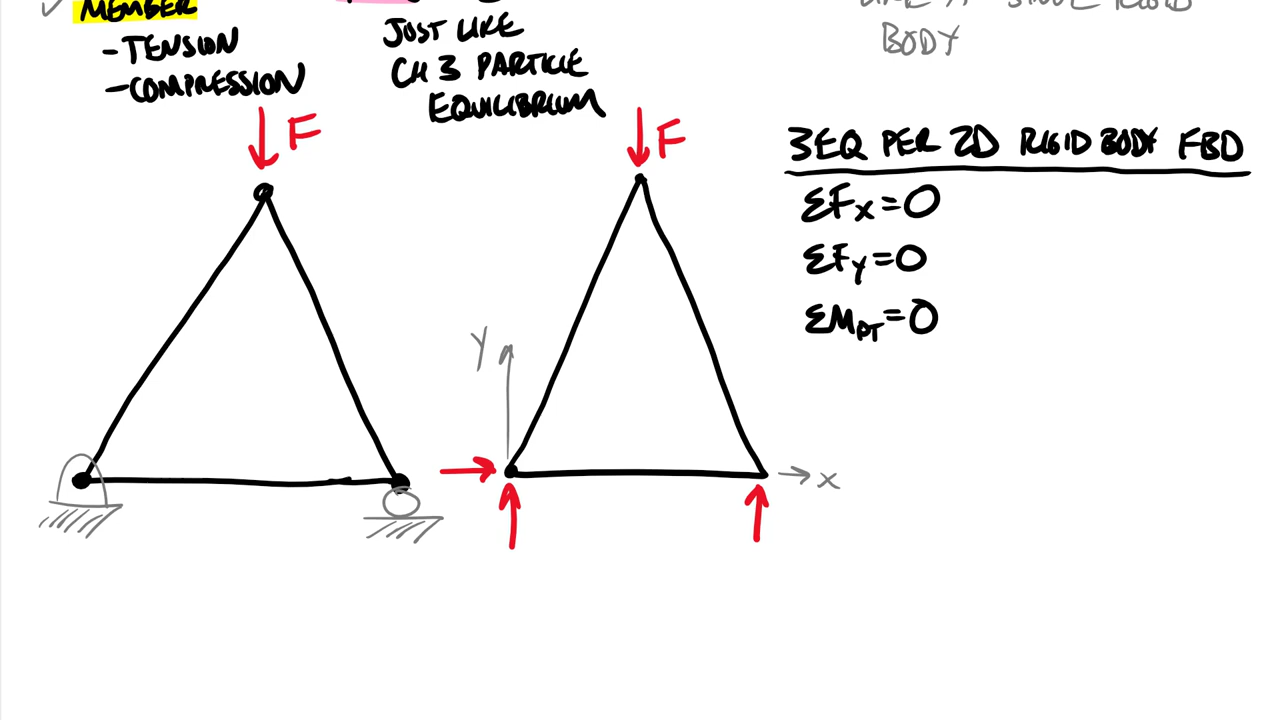 MEMBER
-TENSION
-COMPRESSION
JUST LIKE
CH 3 PARTICLE
EQUILIBRIUM
BODY
F
F
3EQ PER 2D RIGID BODY FBD
ΣFx=0
ΣFy=0
ΣMPT=0
y
x